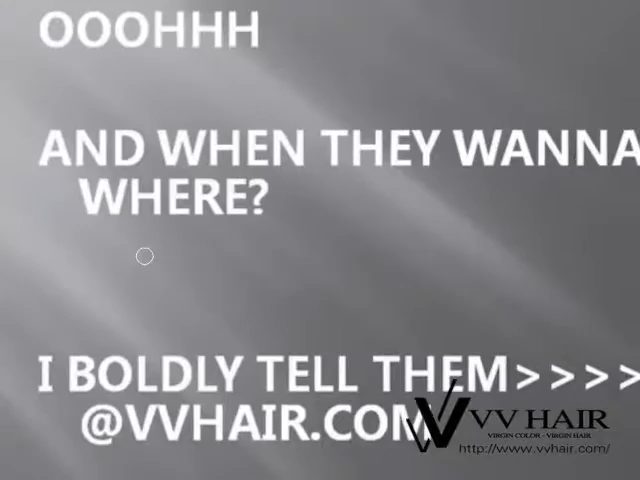 OOOHHH
AND WHEN THEY WANNA
WHERE?
I BOLDLY TELL THEM>>>>
@VVHAIR.COM
VV HAIR
VIRGIN COLOR - VIRGIN HAIR
http://www.vvhair.com/